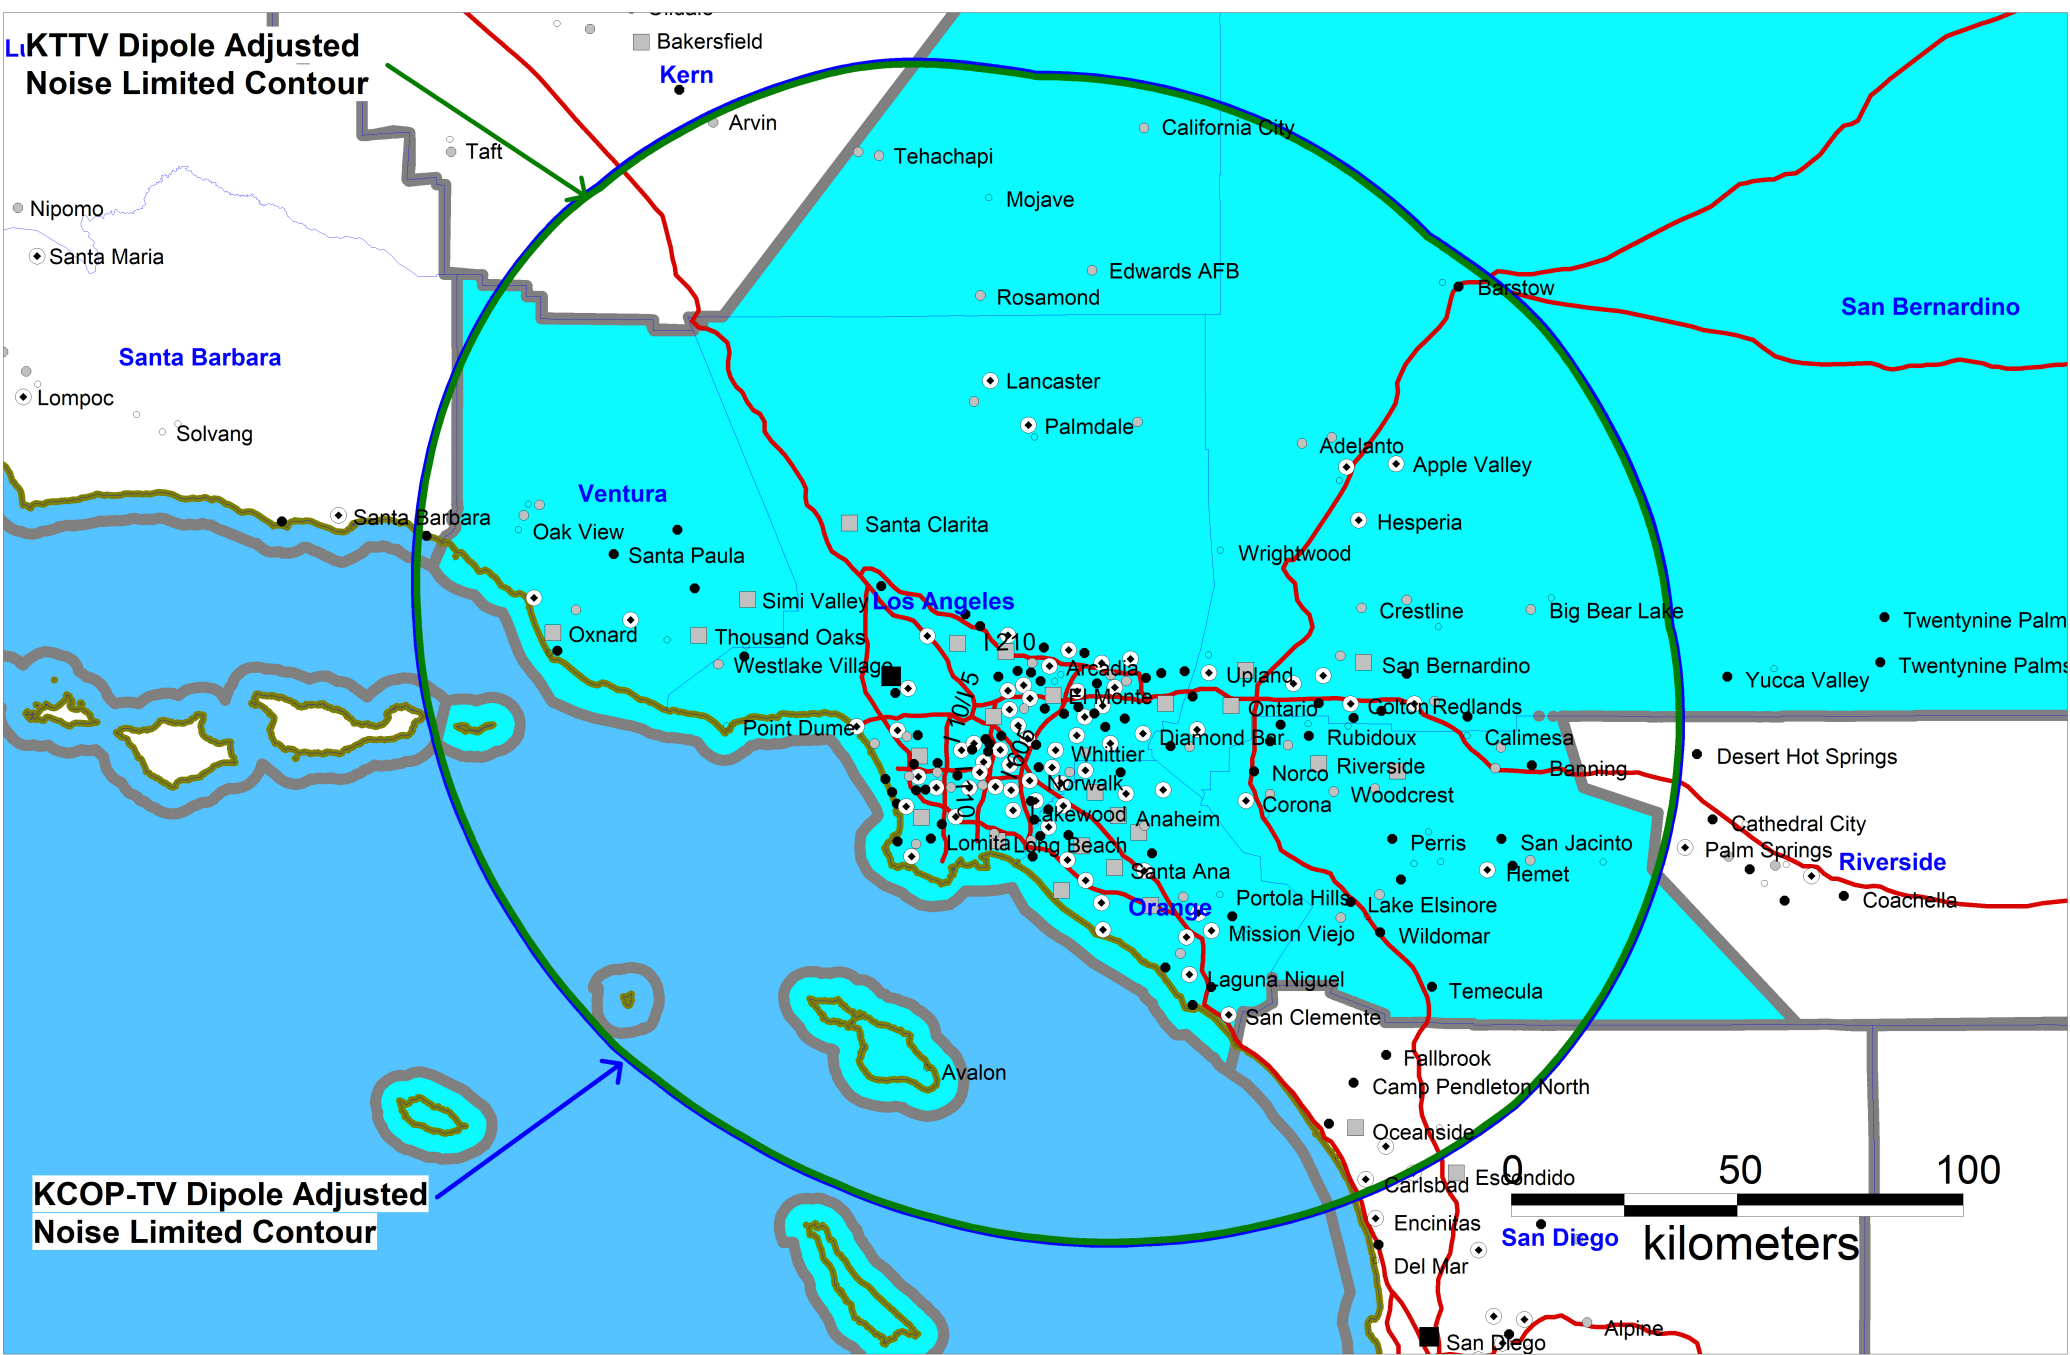 KTTV Dipole Adjusted
Noise Limited Contour
Bakersfield
Kern
Arvin
Taft
Tehachapi
California City
Mojave
Nipomo
Santa Maria
Edwards AFB
Rosamond
Barstow
San Bernardino
Santa Barbara
Lompoc
Solvang
Lancaster
Palmdale
Adelanto
Apple Valley
Ventura
Santa Barbara
Oak View
Santa Paula
Santa Clarita
Hesperia
Wrightwood
Simi Valley
Los Angeles
Crestline
Big Bear Lake
Twentynine Palm
Oxnard
Thousand Oaks
I 210
Westlake Village
Arcadia
Upland
San Bernardino
Twentynine Palms
Yucca Valley
El Monte
Ontario
Colton
Redlands
Point Dume
I 10/I 5
I 605
Whittier
Diamond Bar
Rubidoux
Calimesa
Desert Hot Springs
Norwalk
Norco
Riverside
Banning
Lakewood
Anaheim
Corona
Woodcrest
Cathedral City
Lomita
Long Beach
Perris
San Jacinto
Palm Springs
Riverside
Santa Ana
Hemet
Coachella
Orange
Portola Hills
Lake Elsinore
Mission Viejo
Wildomar
Laguna Niguel
Temecula
San Clemente
Avalon
Fallbrook
Camp Pendleton North
Oceanside
KCOP-TV Dipole Adjusted
Noise Limited Contour
Carlsbad
Escondido
0 50 100
kilometers
Encinitas
San Diego
Del Mar
San Diego
Alpine